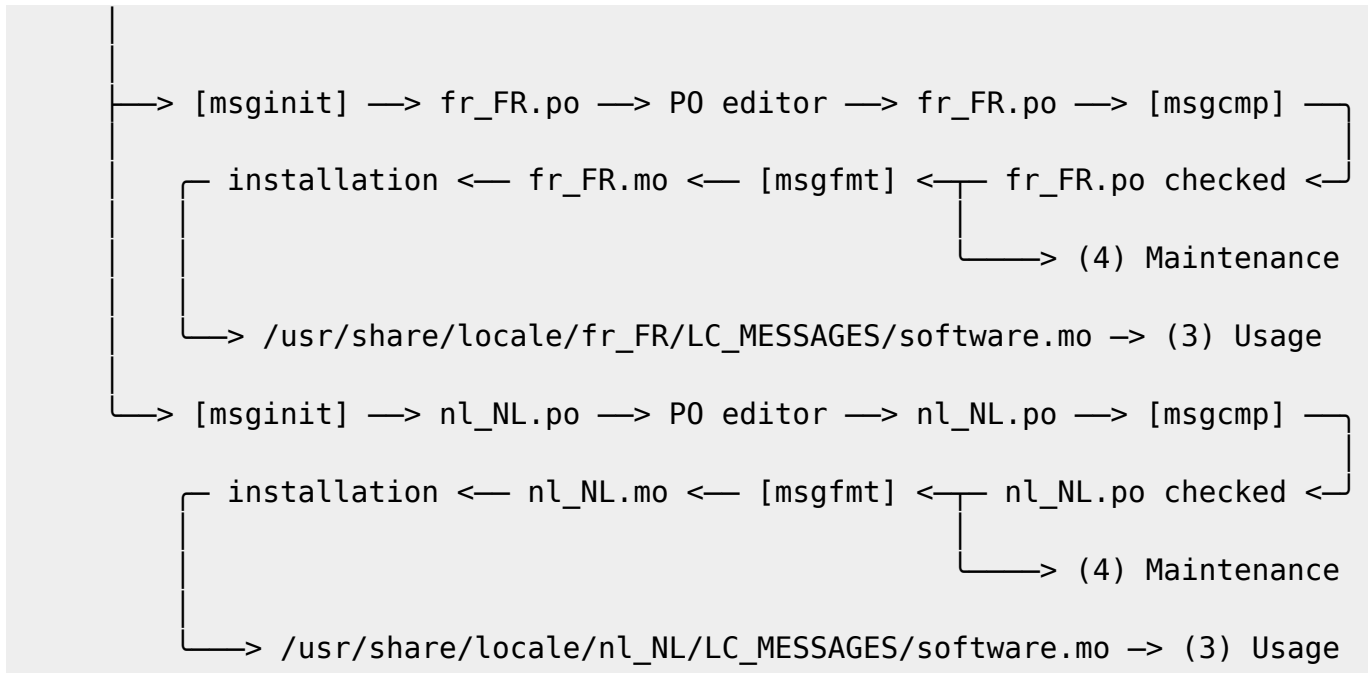 [msginit] ——> fr_FR.po ——> PO editor ——> fr_FR.po ——> [msgcmp]
installation <—— fr_FR.mo <—— [msgfmt] <—— fr_FR.po checked <—
——> (4) Maintenance
——> /usr/share/locale/fr_FR/LC_MESSAGES/software.mo —> (3) Usage
——> [msginit] ——> nl_NL.po ——> PO editor ——> nl_NL.po ——> [msgcmp]
installation <—— nl_NL.mo <—— [msgfmt] <—— nl_NL.po checked <—
——> (4) Maintenance
——> /usr/share/locale/nl_NL/LC_MESSAGES/software.mo —> (3) Usage